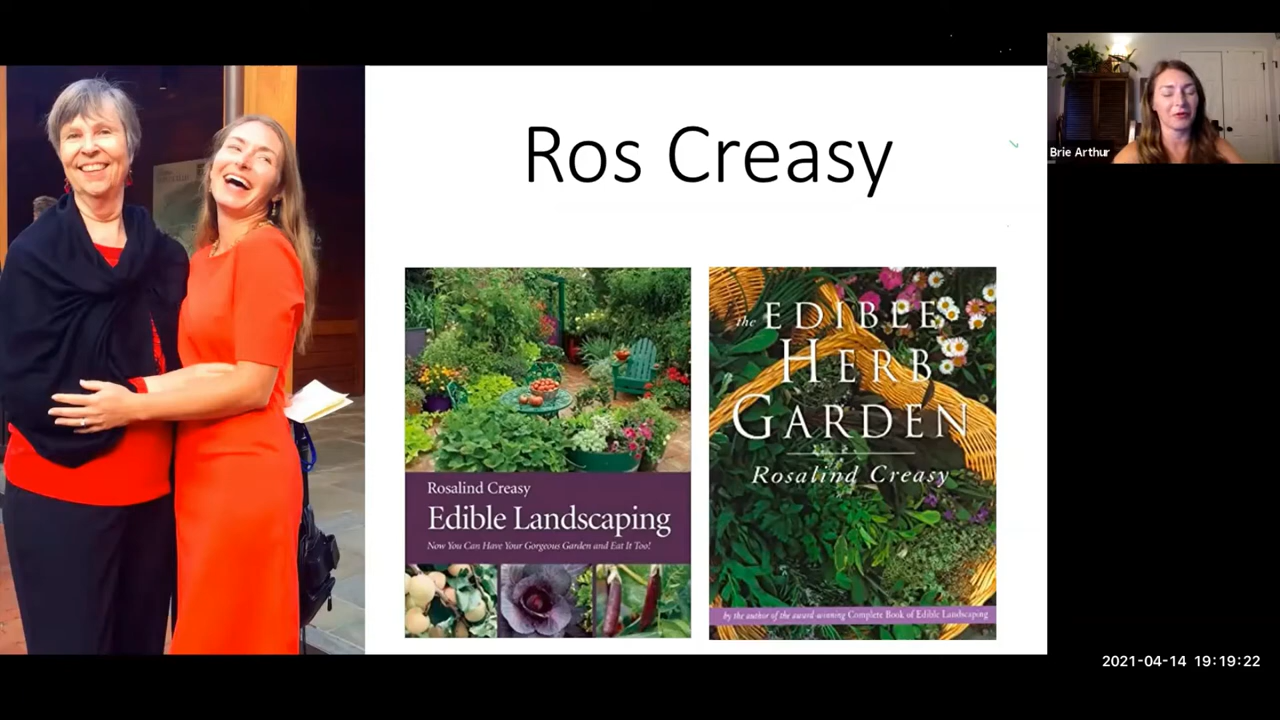 Ros Creasy
Rosalind Creasy
Edible Landscaping
Now You Can Have Your Gorgeous Garden and Eat It Too!
the EDIBLE
HERB
GARDEN
Rosalind Creasy
by the author of the award-winning Complete Book of Edible Landscaping
Brie Arthur
2021-04-14 19:19:22